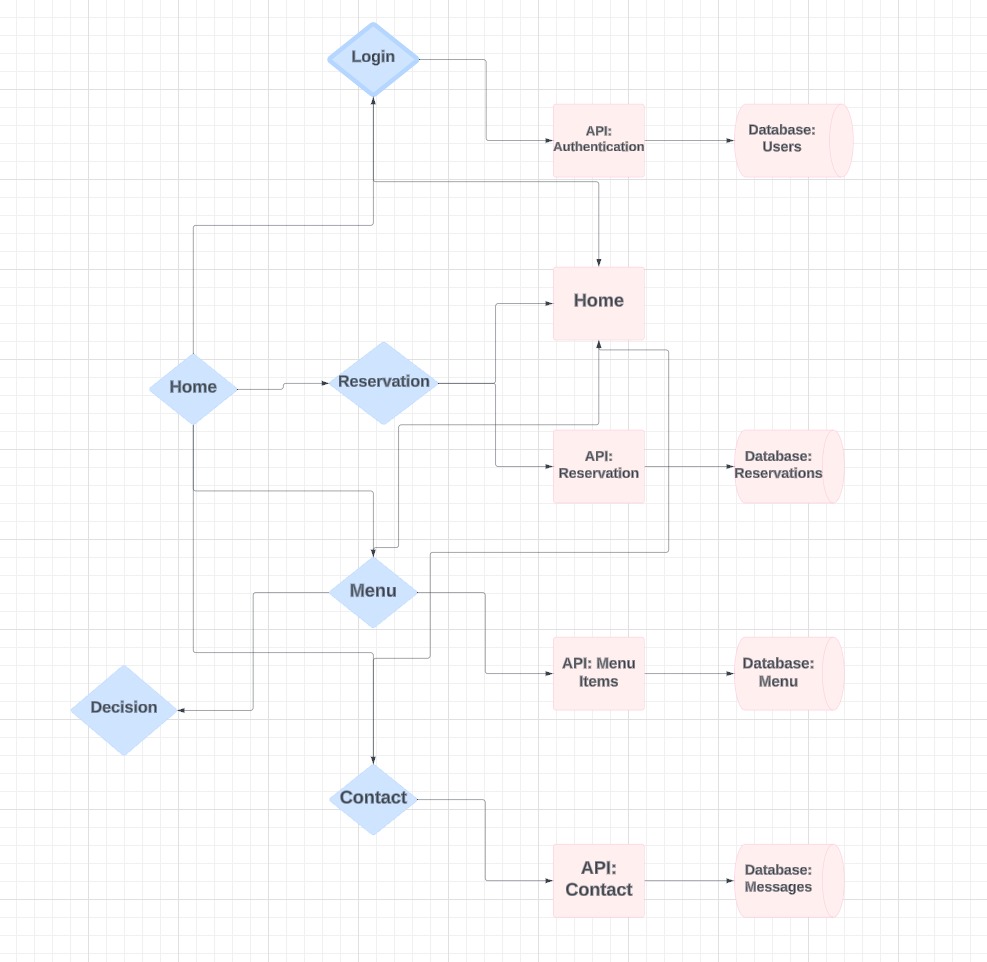 Login
API:
Authentication
Database:
Users
Home
Home
Reservation
API:
Reservation
Database:
Reservations
Menu
API: Menu
Items
Database:
Menu
Decision
Contact
API:
Contact
Database:
Messages